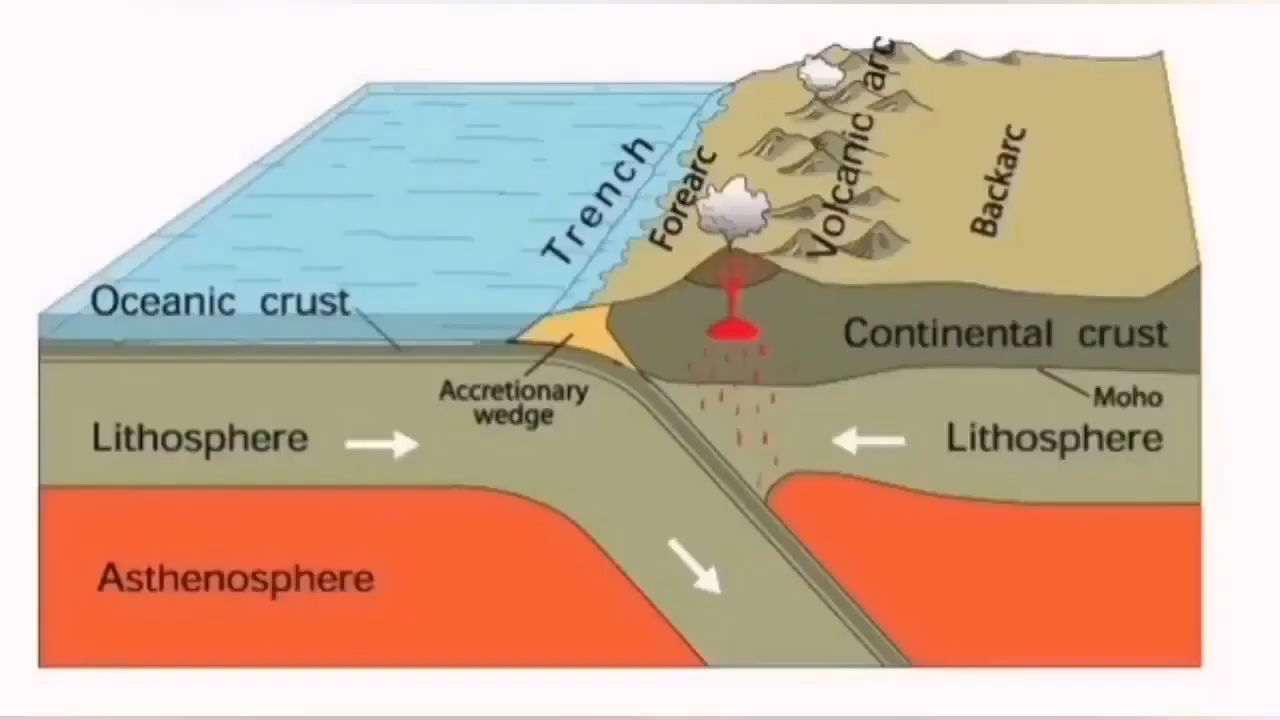 Volcanic arc
Trench
Forearc
Backarc
Oceanic crust
Continental crust
Accretionary
wedge
Moho
Lithosphere
Lithosphere
Asthenosphere